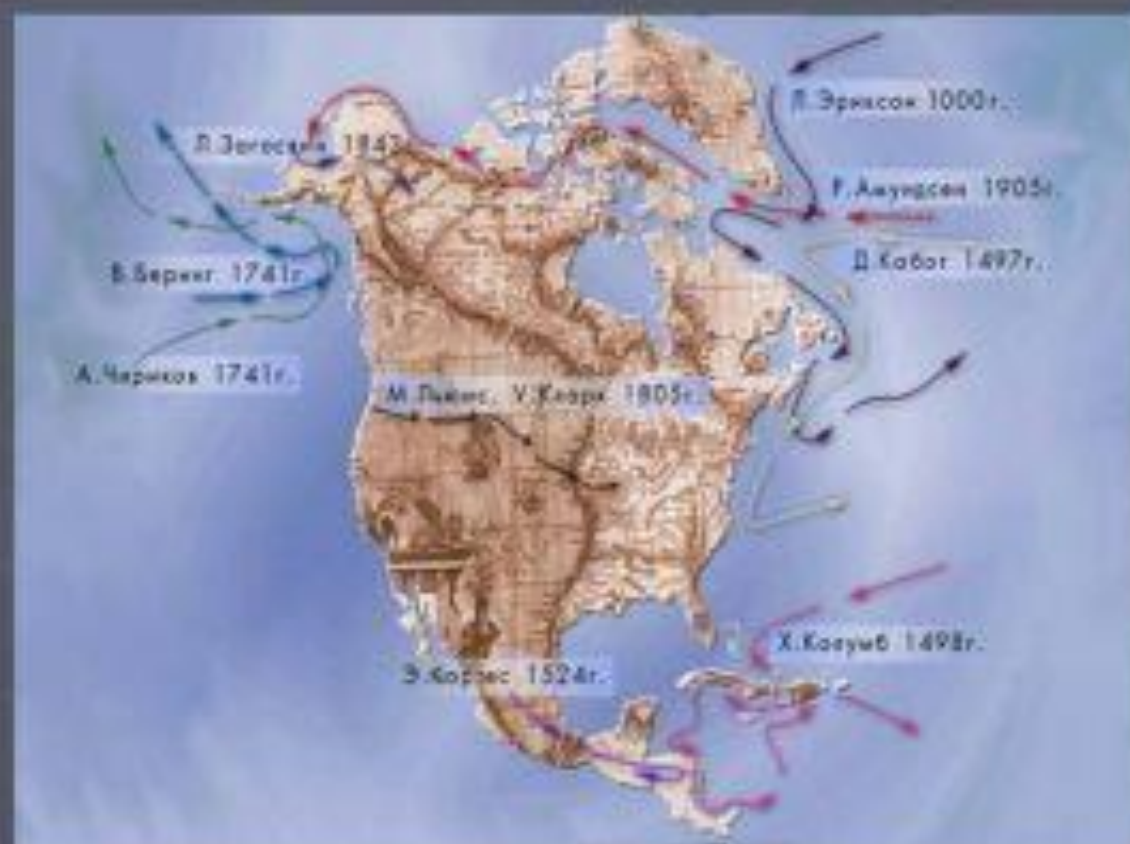 Л.Эриксон 1000г.
Л.Загоскин 1842
Р.Амундсен 1905г.
Д.Кабот 1497г.
В.Беринг 1741г.
А.Чириков 1741г.
М.Льюис, У.Кларк 1805г.
Х.Колумб 1498г.
Э.Кортес 1524г.